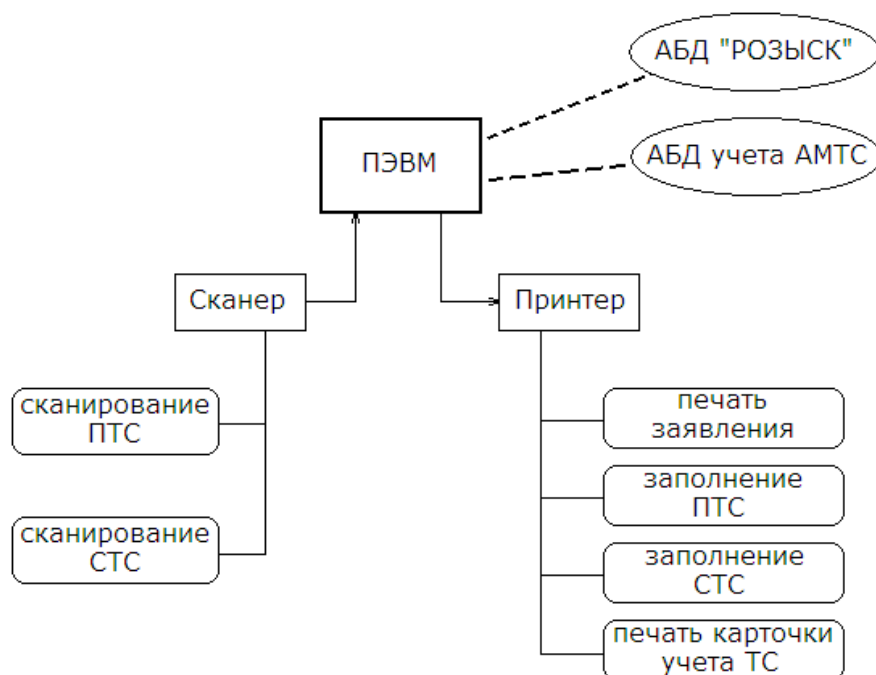 АБД "РОЗЫСК"
ПЭВМ
АБД учета АМТС
Сканер
Принтер
сканирование
ПТС
печать
заявления
заполнение
ПТС
сканирование
СТС
заполнение
СТС
печать карточки
учета ТС